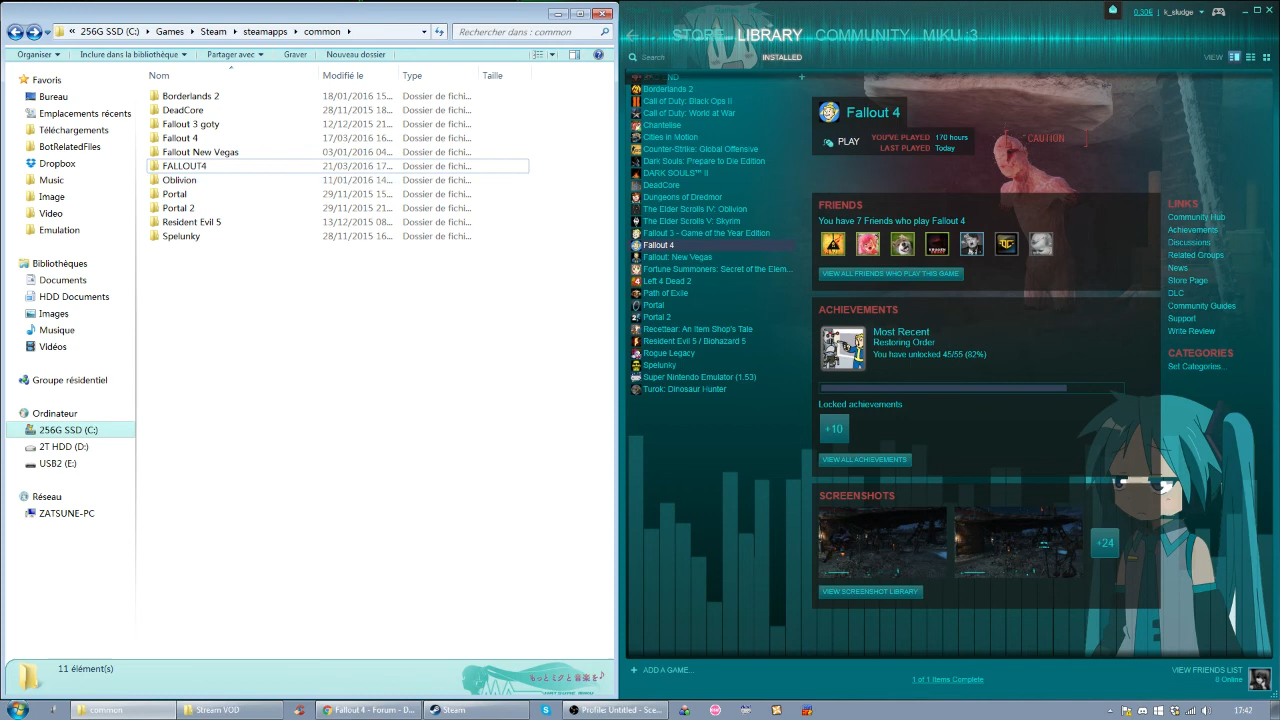 256G SSD (C:) Games Steam steamapps common
Rechercher dans : common
Organiser Inclure dans la bibliothèque Partager avec Graver Nouveau dossier
Nom Modifié le Type Taille
Favoris
Bureau
Emplacements récents
Téléchargements
BotRelatedFiles
Dropbox
Music
Image
Video
Emulation
Bibliothèques
Documents
HDD Documents
Images
Musique
Vidéos
Groupe résidentiel
Ordinateur
256G SSD (C:)
2T HDD (D:)
USB2 (E:)
Réseau
ZATSUNE-PC
Borderlands 2 18/01/2016 15... Dossier de fichi...
DeadCore 28/11/2015 18... Dossier de fichi...
Fallout 3 goty 12/12/2015 21... Dossier de fichi...
Fallout 4 17/03/2016 16... Dossier de fichi...
Fallout New Vegas 03/01/2016 04... Dossier de fichi...
FALLOUT4 21/03/2016 17... Dossier de fichi...
Oblivion 01/01/2016 14... Dossier de fichi...
Portal 29/11/2015 15... Dossier de fichi...
Portal 2 29/11/2015 21... Dossier de fichi...
Resident Evil 5 13/12/2015 08... Dossier de fichi...
Spelunky 28/11/2015 16... Dossier de fichi...
11 élément(s)
もっとミクと音楽を♪
0,30€ k_sludge
STORE LIBRARY COMMUNITY MIKU :3
Search
INSTALLED
VIEW
Borderlands 2
Call of Duty: Black Ops II
Call of Duty: World at War
Chantelise
Cities in Motion
Counter-Strike: Global Offensive
Dark Souls: Prepare to Die Edition
DARK SOULS™ II
DeadCore
Dungeons of Dredmor
The Elder Scrolls IV: Oblivion
The Elder Scrolls V: Skyrim
Fallout 3 - Game of the Year Edition
Fallout 4
Fallout: New Vegas
Fortune Summoners: Secret of the Elem...
Left 4 Dead 2
Path of Exile
Portal
Portal 2
Recettear: An Item Shop's Tale
Resident Evil 5 / Biohazard 5
Rogue Legacy
Spelunky
Super Nintendo Emulator (1.53)
Turok: Dinosaur Hunter
Fallout 4
PLAY
YOU'VE PLAYED 170 hours
LAST PLAYED Today
CAUTION
FRIENDS
You have 7 Friends who play Fallout 4
VIEW ALL FRIENDS WHO PLAY THIS GAME
ACHIEVEMENTS
Most Recent
Restoring Order
You have unlocked 45/55 (82%)
Locked achievements
+10
VIEW ALL ACHIEVEMENTS
SCREENSHOTS
+24
VIEW SCREENSHOT LIBRARY
LINKS
Community Hub
Achievements
Discussions
Related Groups
News
Store Page
DLC
Community Guides
Support
Write Review
CATEGORIES
Set Categories...
+ ADD A GAME...
1 of 1 Items Complete
VIEW FRIENDS LIST
8 Online
common
Stream VOD
Fallout 4 - Forum - D...
Steam
Profile: Untitled - Sce...
17:42